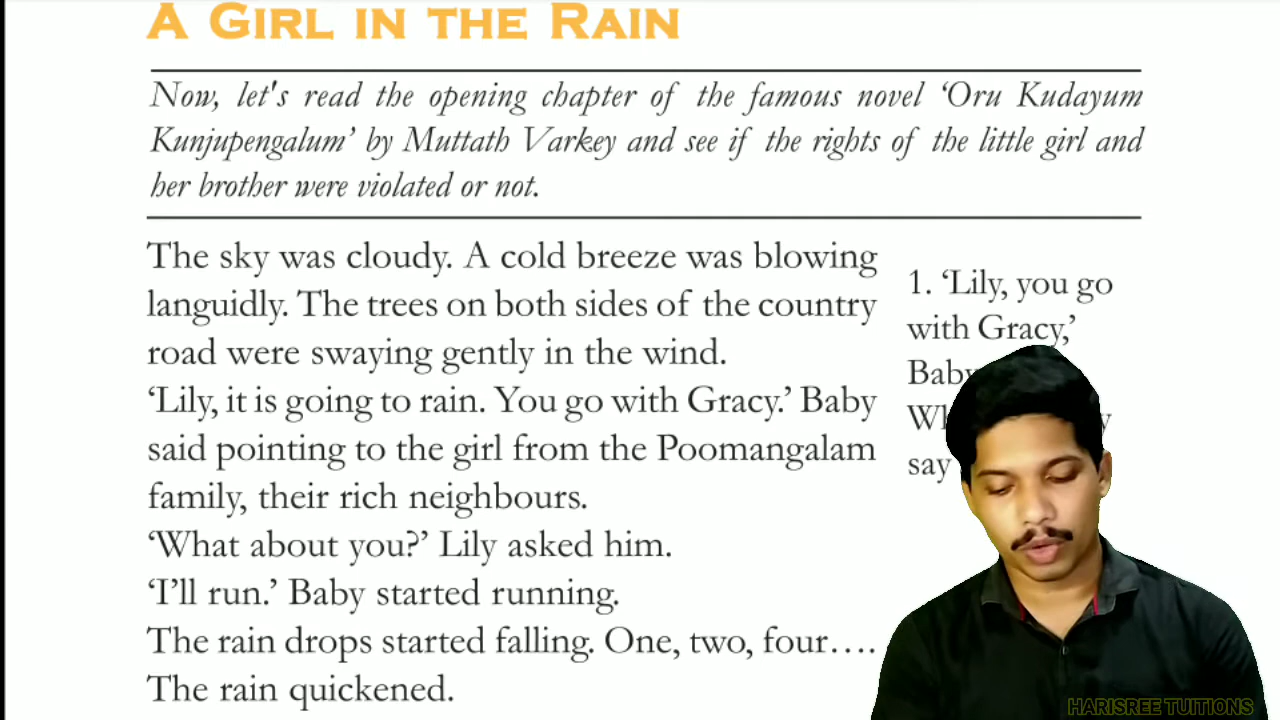 A GIRL IN THE RAIN
Now, let's read the opening chapter of the famous novel ‘Oru Kudayum
Kunjupengalum’ by Muttath Varkey and see if the rights of the little girl and
her brother were violated or not.
The sky was cloudy. A cold breeze was blowing
languidly. The trees on both sides of the country
road were swaying gently in the wind.
‘Lily, it is going to rain. You go with Gracy.’ Baby
said pointing to the girl from the Poomangalam
family, their rich neighbours.
‘What about you?’ Lily asked him.
‘I’ll run.’ Baby started running.
The rain drops started falling. One, two, four….
The rain quickened.
1. ‘Lily, you go
with Gracy,’
Baby
say
HARISREE TUITIONS